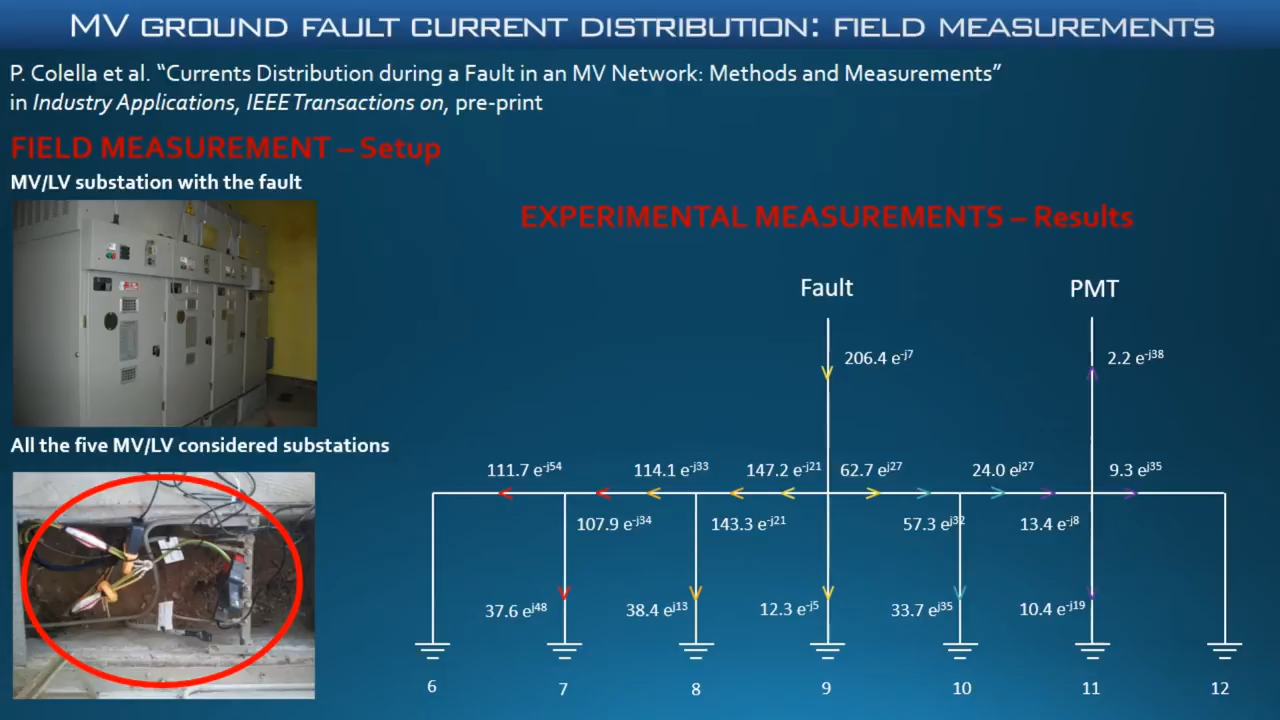 MV GROUND FAULT CURRENT DISTRIBUTION: FIELD MEASUREMENTS
P. Colella et al. “Currents Distribution during a Fault in an MV Network: Methods and Measurements”
in Industry Applications, IEEE Transactions on, pre-print
FIELD MEASUREMENT – Setup
MV/LV substation with the fault
All the five MV/LV considered substations
EXPERIMENTAL MEASUREMENTS – Results
Fault PMT
206.4 e^-j7 2.2 e^-j38
111.7 e^-j54 114.1 e^-j33 147.2 e^-j21 62.7 e^j27 24.0 e^j27 9.3 e^j35
107.9 e^-j34 143.3 e^-j21 57.3 e^j32 13.4 e^-j8
37.6 e^j48 38.4 e^j13 12.3 e^-j5 33.7 e^j35 10.4 e^-j19
6 7 8 9 10 11 12